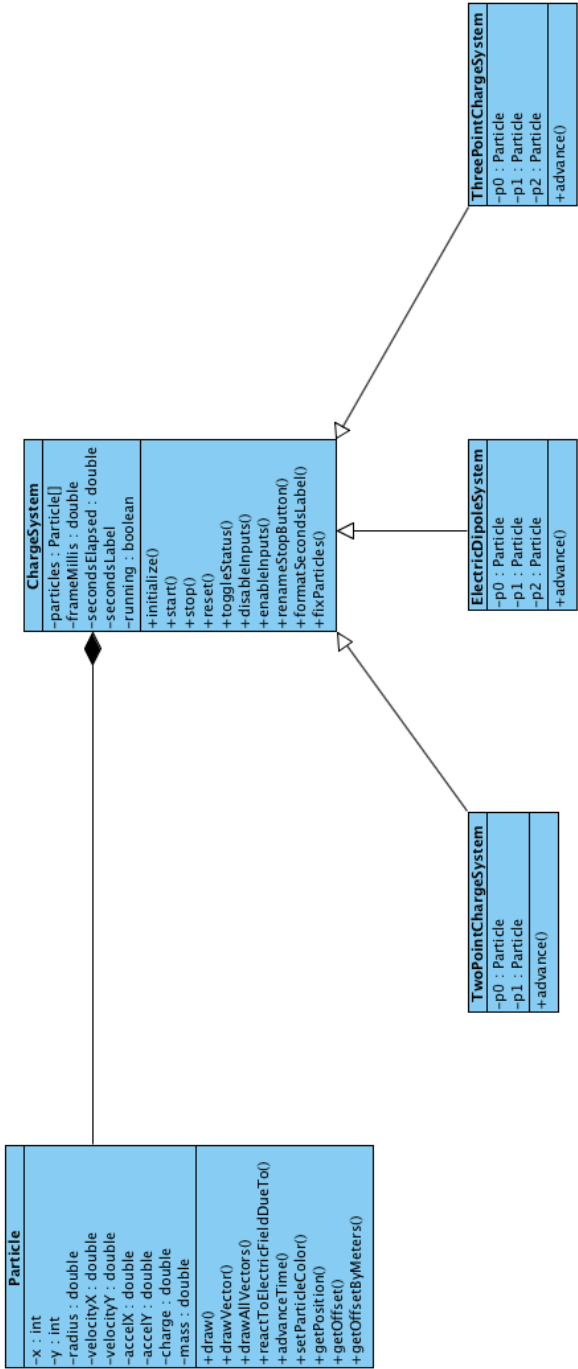 Particle
-x : int
-y : int
-radius : double
-velocityX : double
-velocityY : double
-accelX : double
-accelY : double
-charge : double
-mass : double
+draw()
+drawVector()
+drawAllVectors()
+reactToElectricFieldDueTo()
+advanceTime()
+setParticleColor()
+getPosition()
+getOffset()
+getOffsetByMeters()
ChargeSystem
-particles : Particle[]
-frameMillis : double
-secondsElapsed : double
-secondsLabel
-running : boolean
+initialize()
+start()
+stop()
+reset()
+toggleStatus()
+disableInputs()
+enableInputs()
+renameStopButton()
+formatSecondsLabel()
+fixParticles()
TwoPointChargeSystem
-p0 : Particle
-p1 : Particle
+advance()
ElectricDipoleSystem
-p0 : Particle
-p1 : Particle
-p2 : Particle
+advance()
ThreePointChargeSystem
-p0 : Particle
-p1 : Particle
-p2 : Particle
+advance()